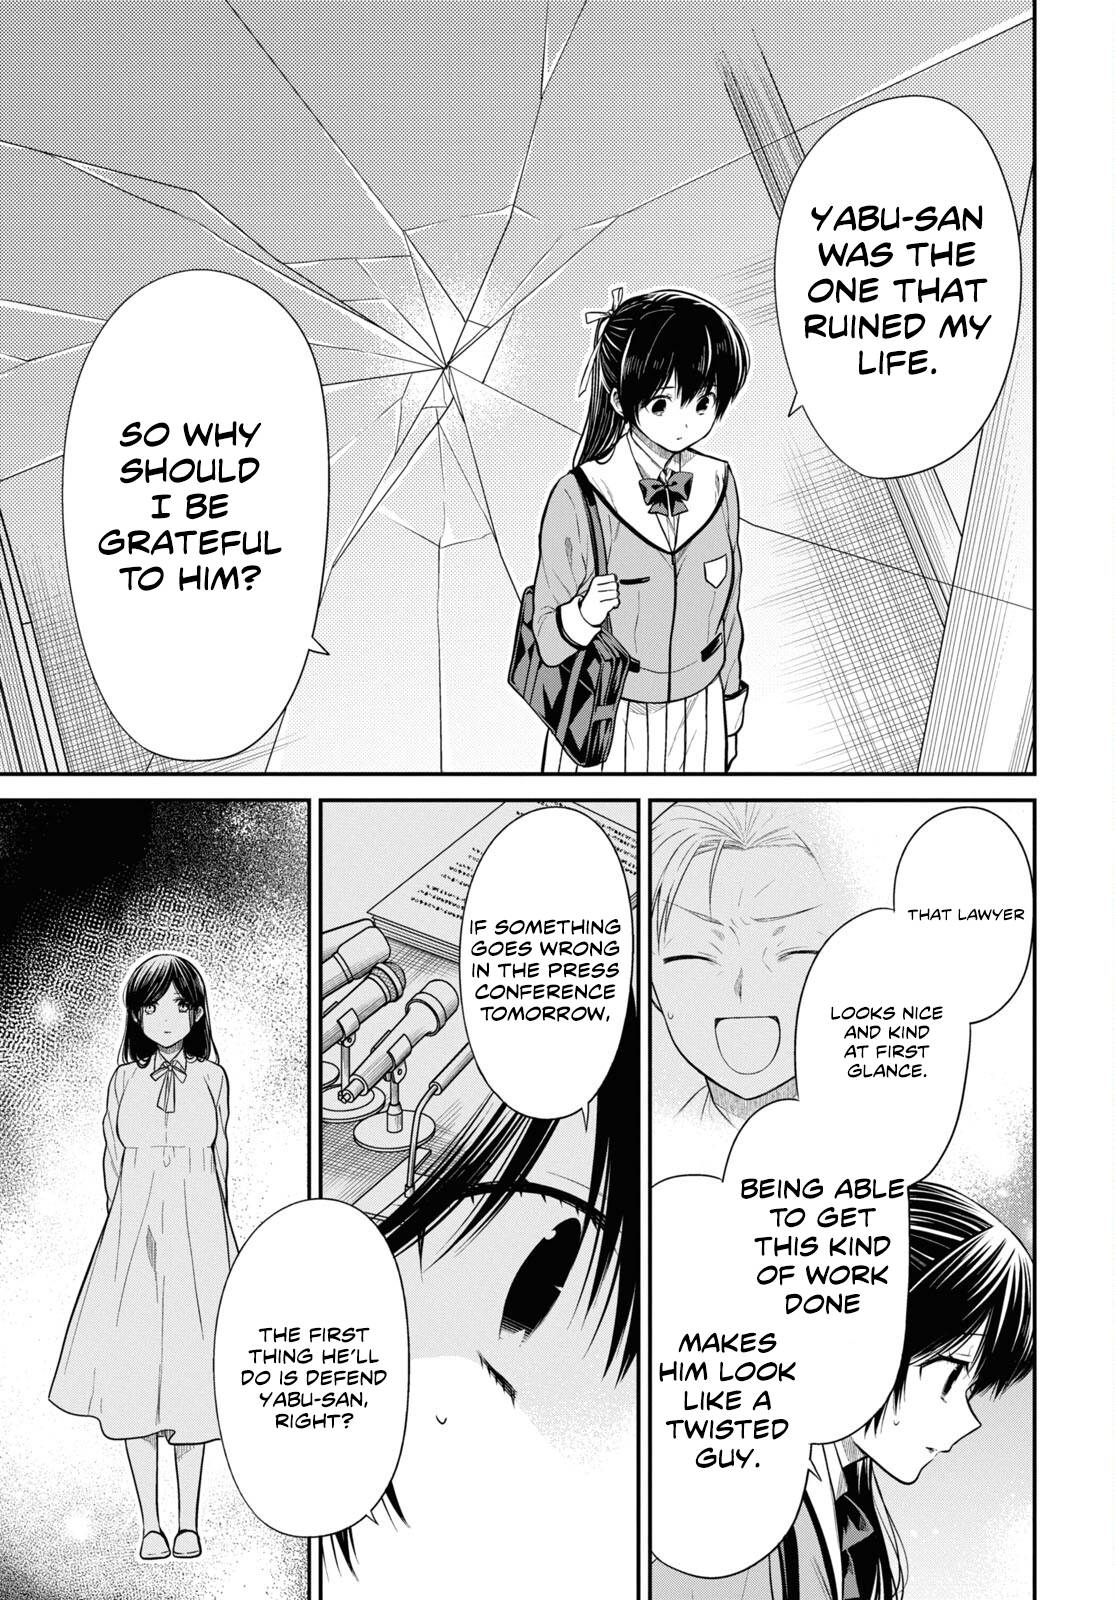 YABU-SAN
WAS THE
ONE THAT
RUINED MY
LIFE.
SO WHY
SHOULD
I BE
GRATEFUL
TO HIM?
THAT LAWYER
LOOKS NICE
AND KIND
AT FIRST
GLANCE.
BEING ABLE
TO GET
THIS KIND
OF WORK
DONE
MAKES
HIM LOOK
LIKE A
TWISTED
GUY.
IF SOMETHING
GOES WRONG
IN THE PRESS
CONFERENCE
TOMORROW,
THE FIRST
THING HE'LL
DO IS DEFEND
YABU-SAN,
RIGHT?